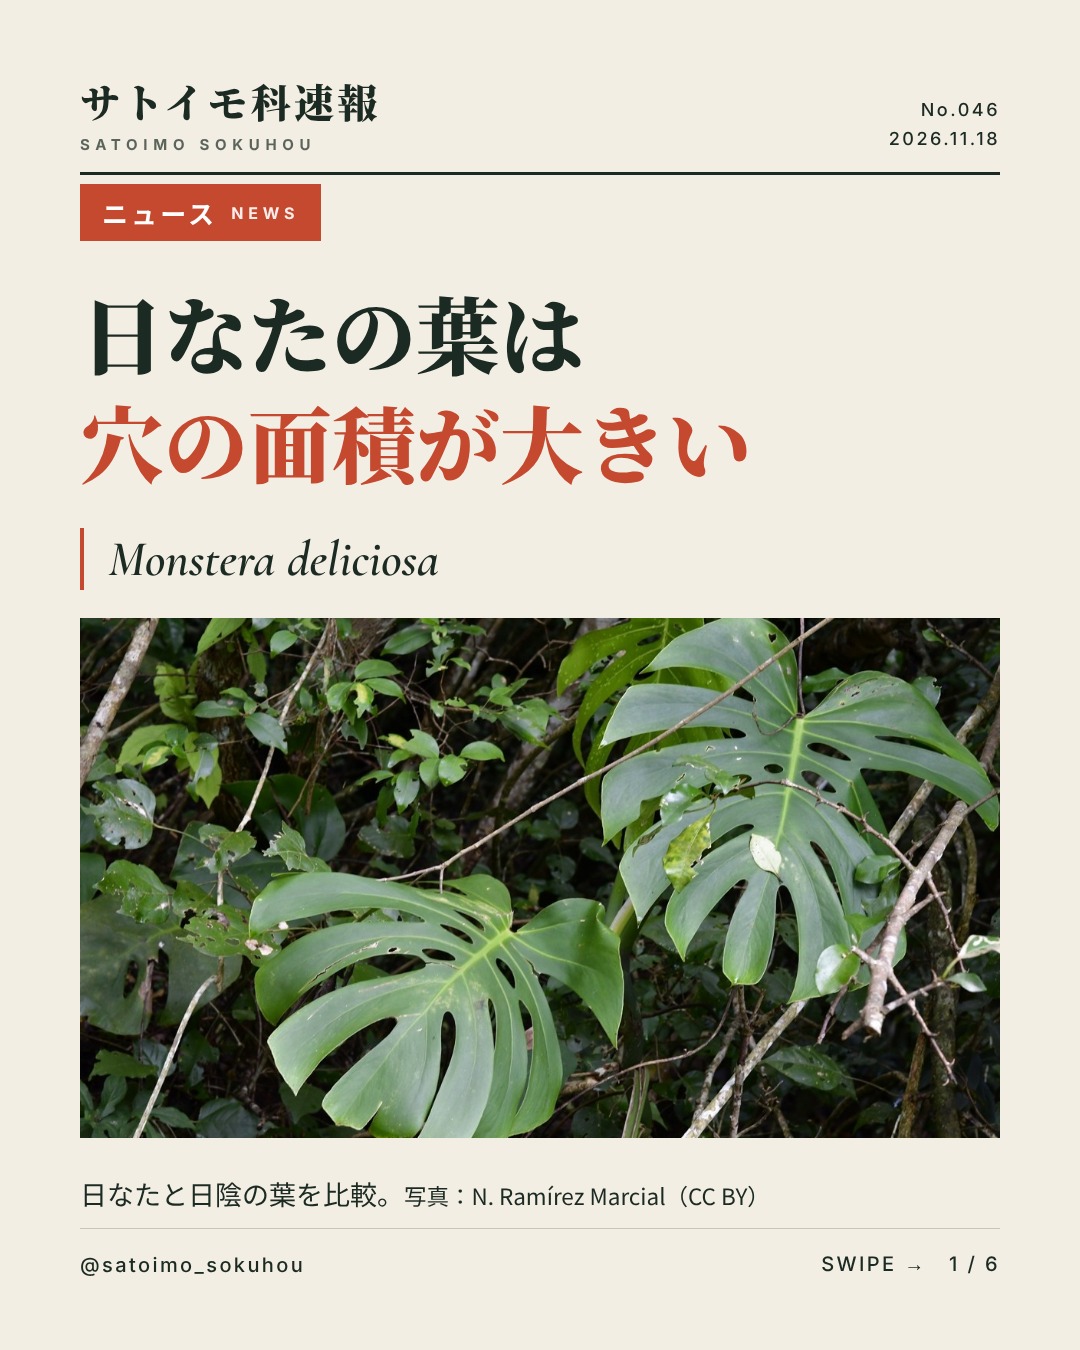 サトイモ科速報
SATOIMO SOKUHOU
No.046
2026.11.18
ニュース NEWS
日なたの葉は
穴の面積が大きい
Monstera deliciosa
日なたと日陰の葉を比較。写真：N. Ramírez Marcial（CC BY）
@satoimo_sokuhou
SWIPE → 1 / 6